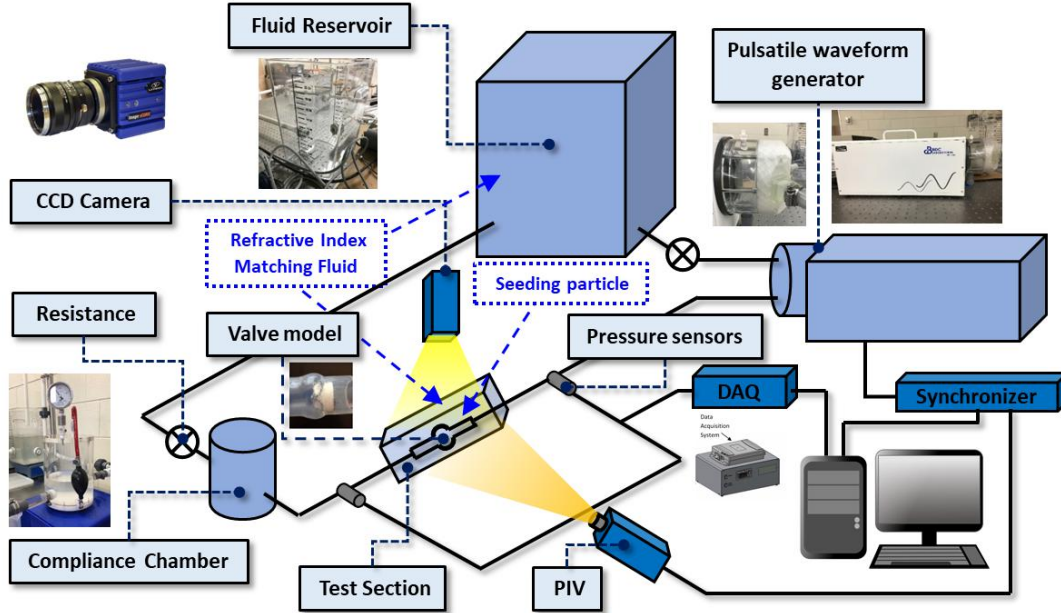 Fluid Reservoir
Pulsatile waveform
generator
CCD Camera
Refractive Index
Matching Fluid
Seeding particle
Resistance
Valve model
Pressure sensors
DAQ
Synchronizer
Data
Acquisition
System
Compliance Chamber
Test Section
PIV